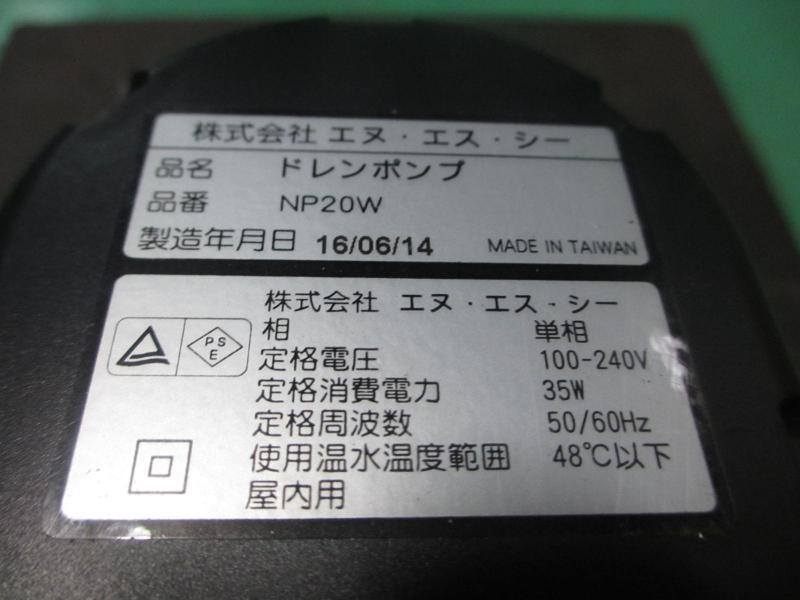 株式会社 エヌ・エス・シー
品名 ドレンポンプ
品番 NP20W
製造年月日 16/06/14 MADE IN TAIWAN
株式会社 エヌ・エス・シー
PS
E
相 単相
定格電圧 100-240V
定格消費電力 35W
定格周波数 50/60Hz
使用温水温度範囲 48℃以下
屋内用